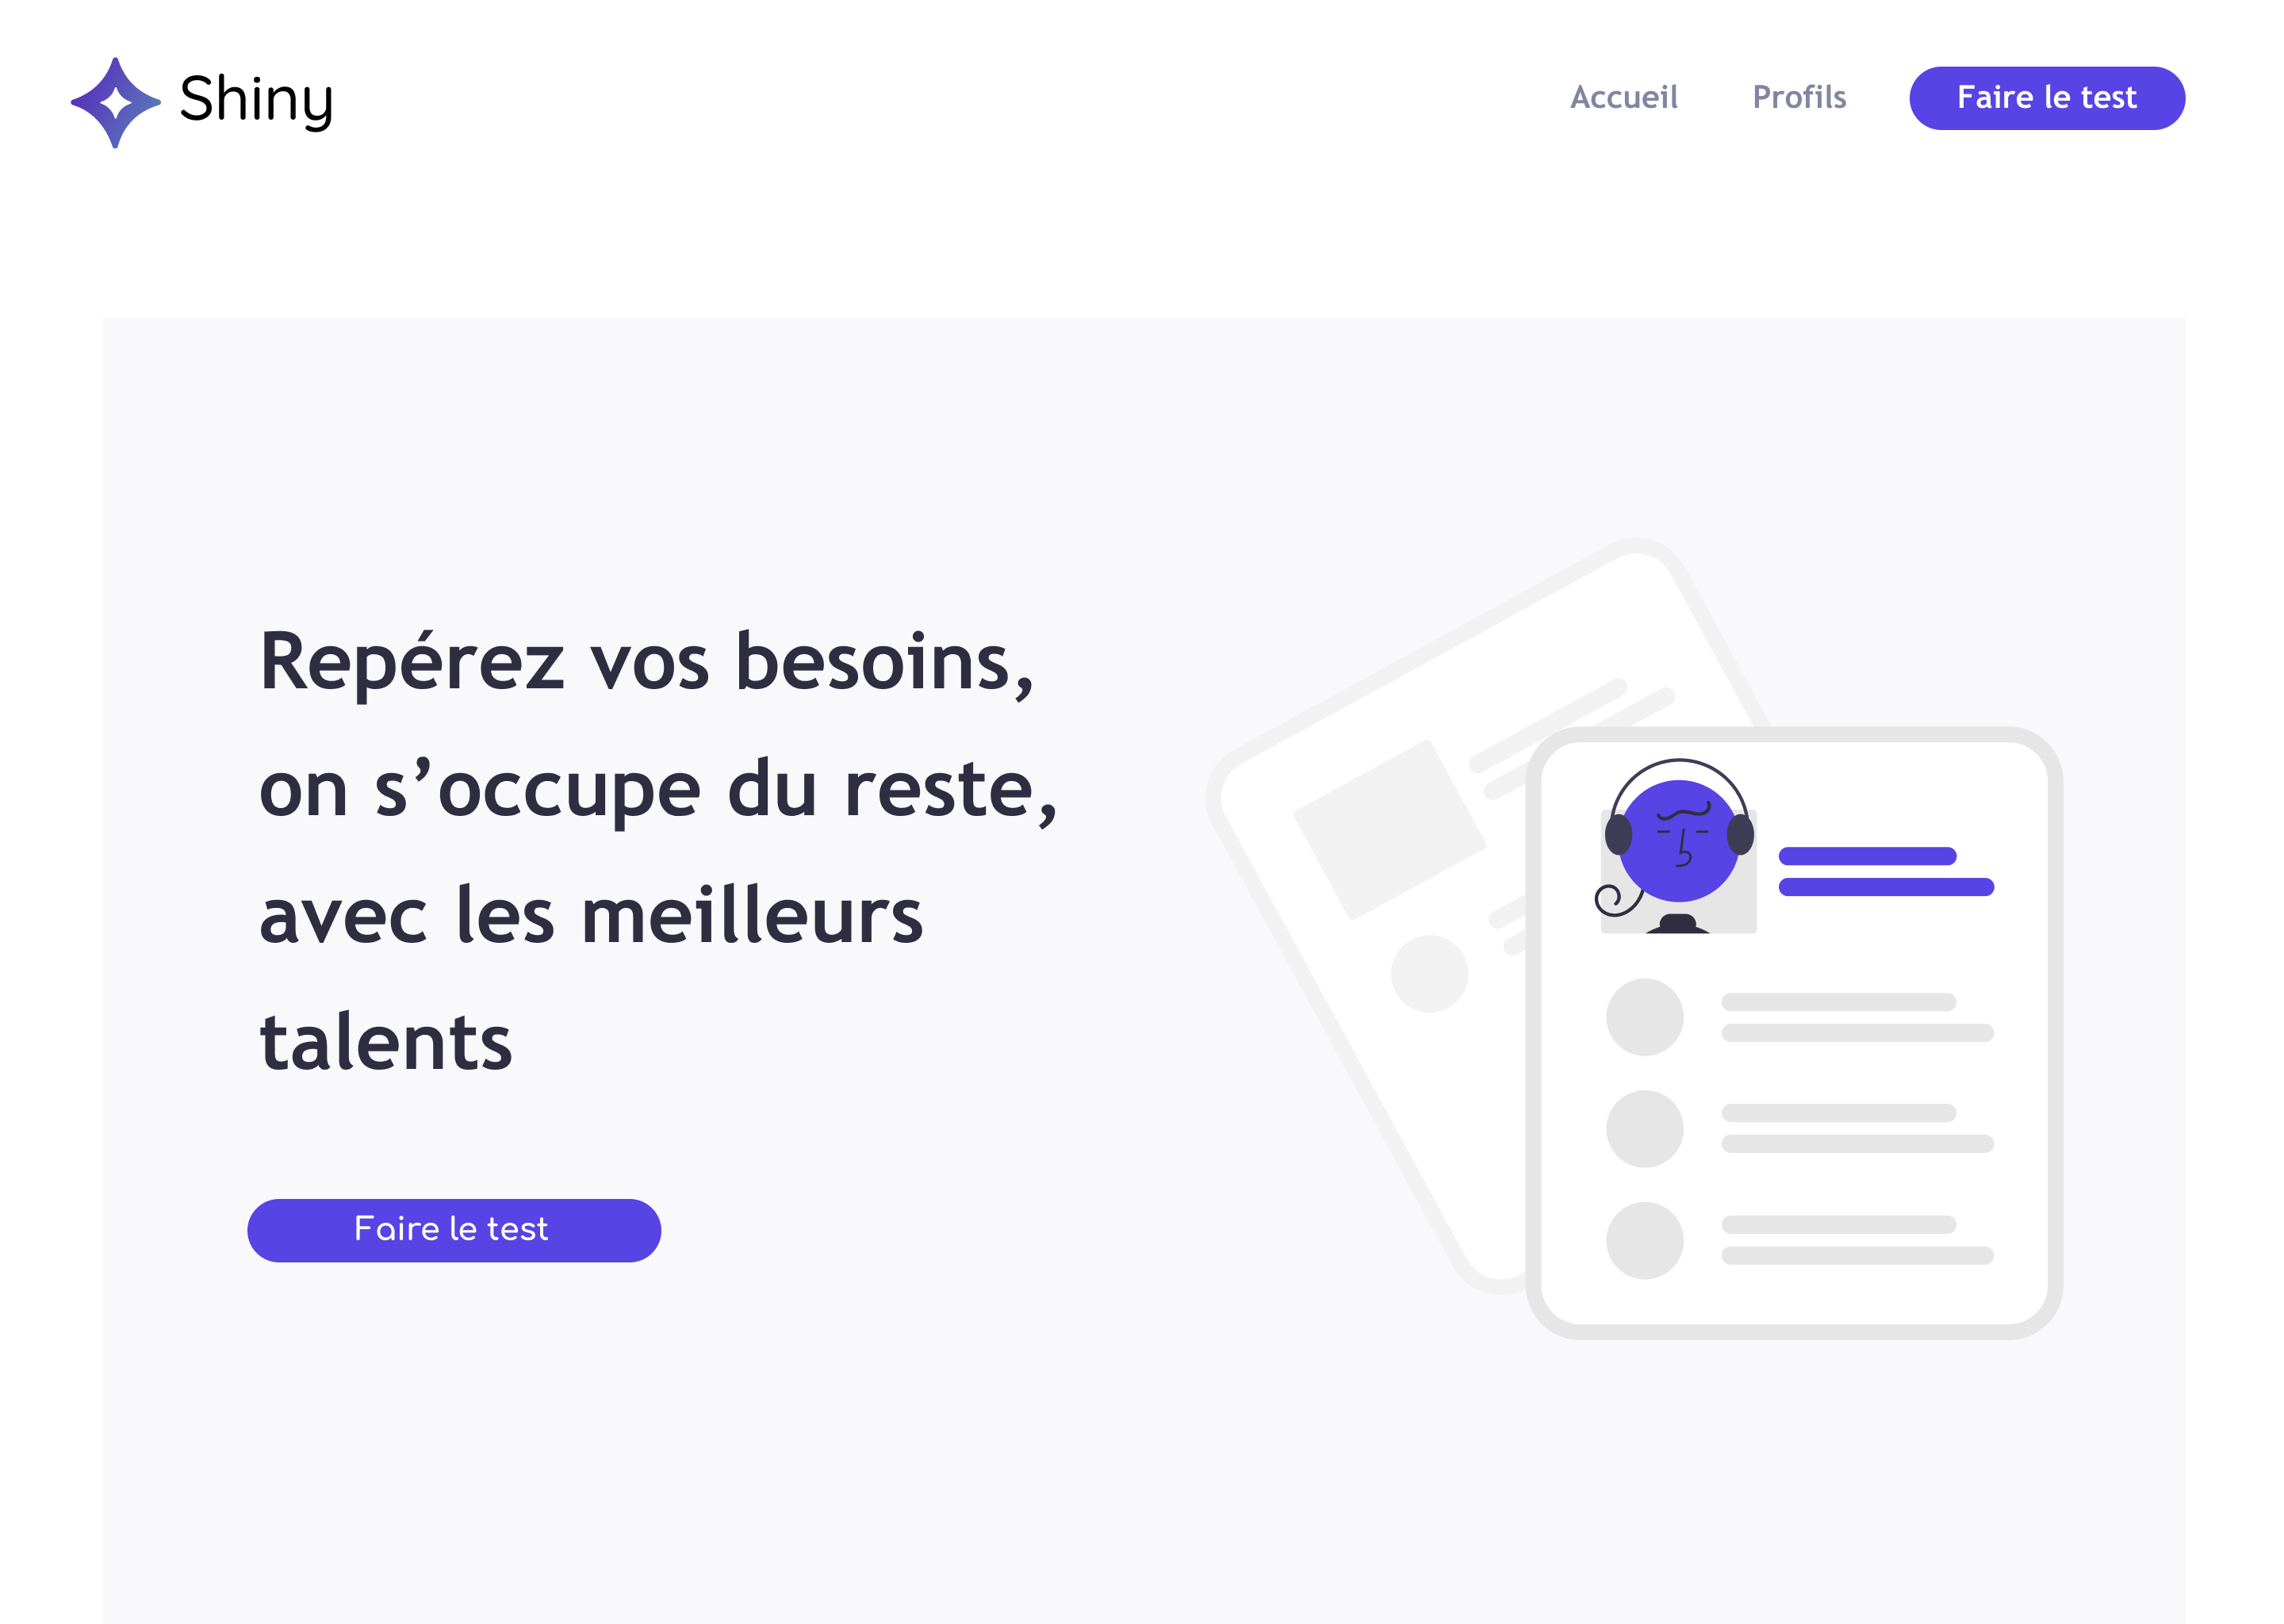 Shiny
Accueil
Profils
Faire le test
Repérez vos besoins,
on s’occupe du reste,
avec les meilleurs
talents
Faire le test